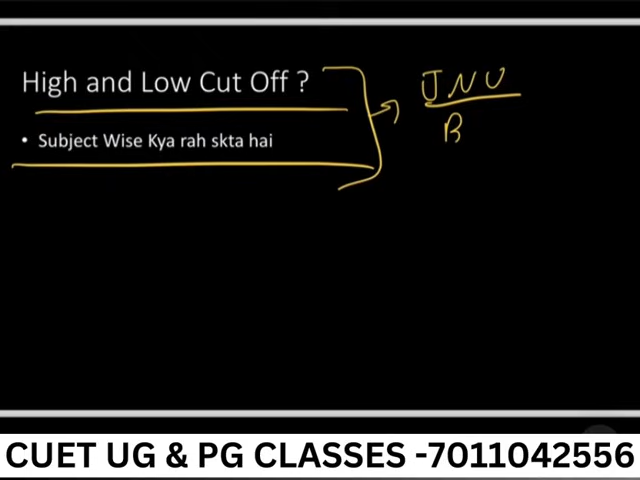 High and Low Cut Off ?
• Subject Wise Kya rah skta hai
JNU
B
CUET UG & PG CLASSES -7011042556